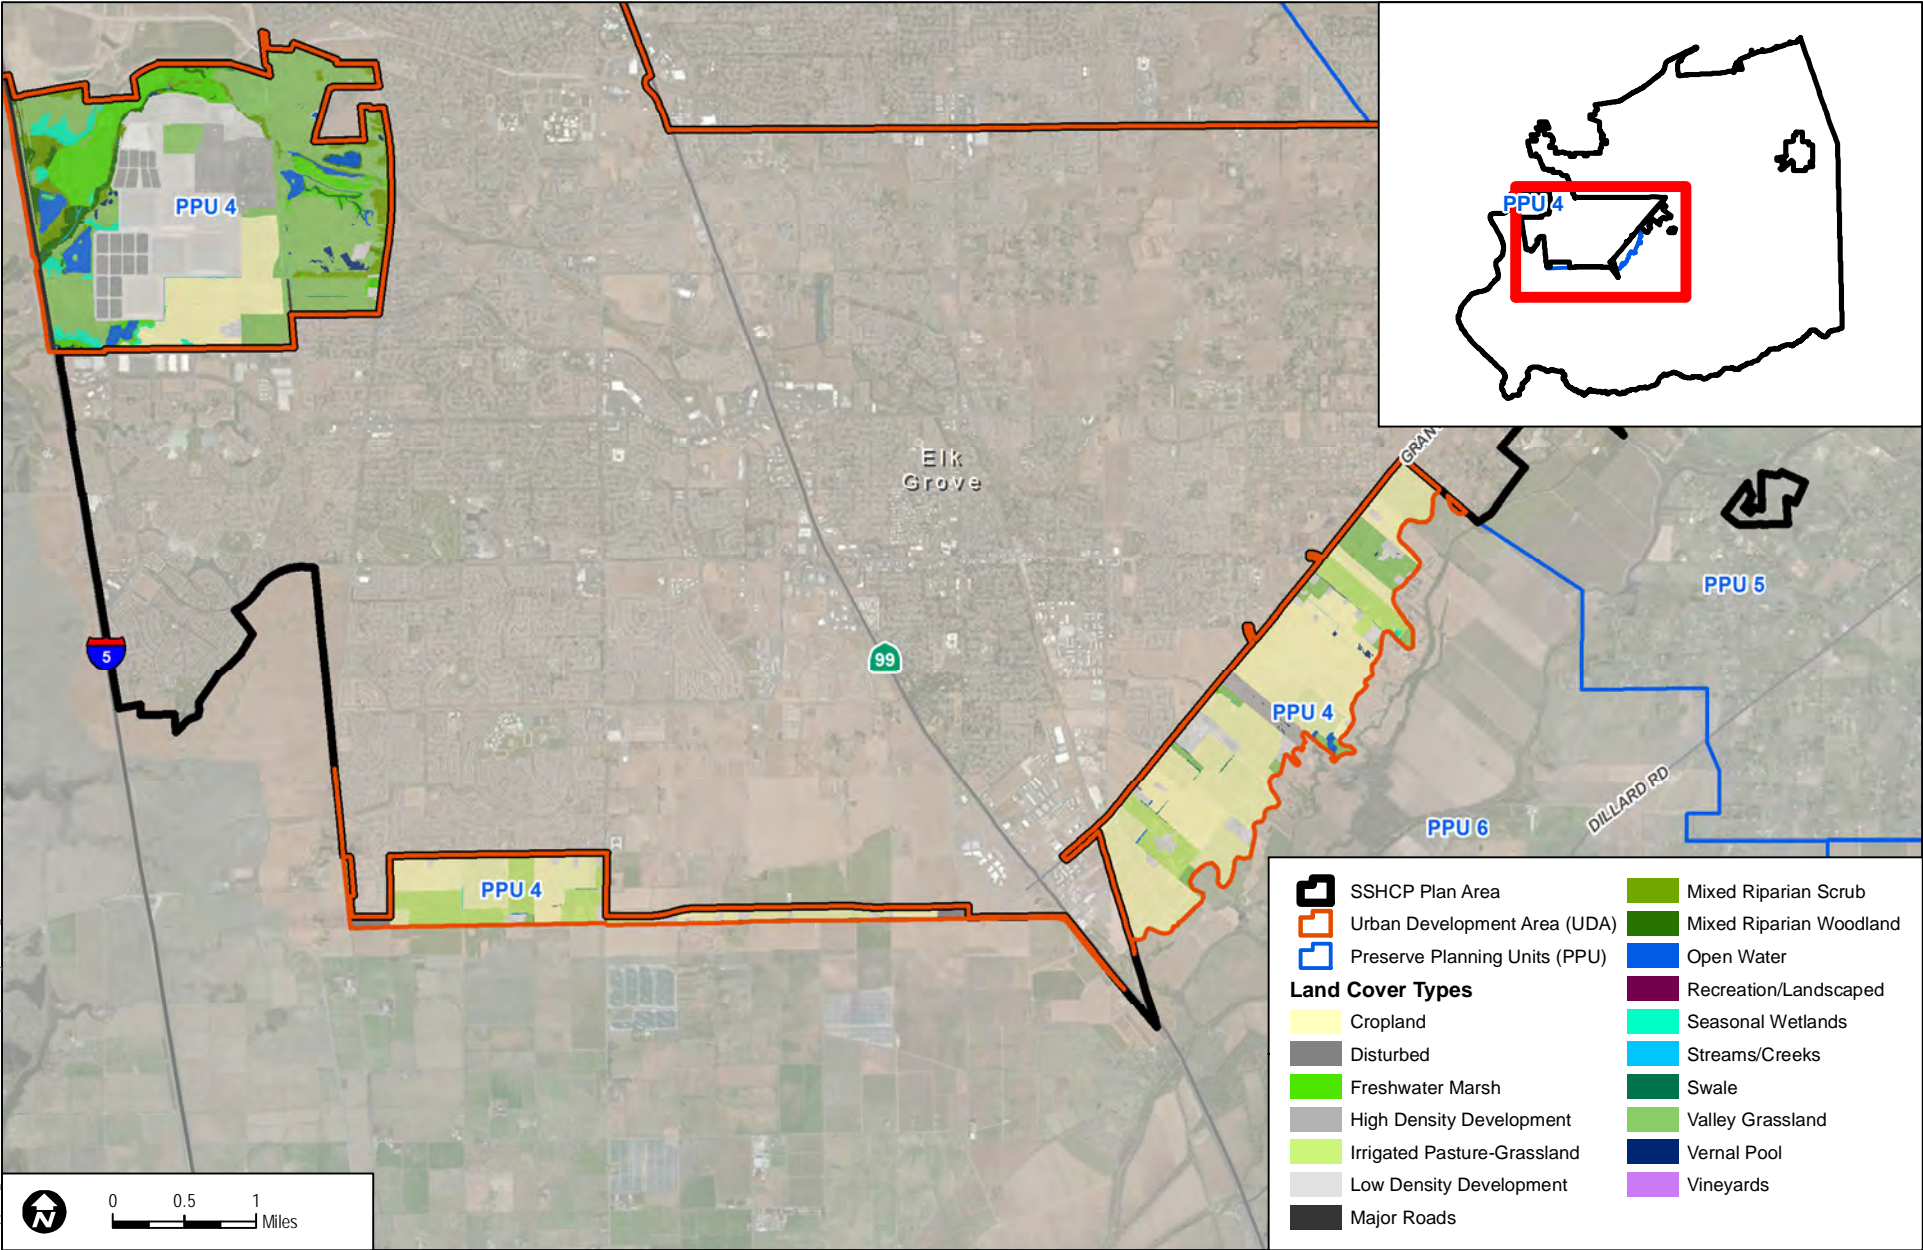 PPU 4
PPU 4
Elk
Grove
GRAN
5
99
PPU 5
PPU 4
PPU 4
PPU 6
DILLARD RD
SSHCP Plan Area
Urban Development Area (UDA)
Preserve Planning Units (PPU)
Land Cover Types
Cropland
Disturbed
Freshwater Marsh
High Density Development
Irrigated Pasture-Grassland
Low Density Development
Major Roads
Mixed Riparian Scrub
Mixed Riparian Woodland
Open Water
Recreation/Landscaped
Seasonal Wetlands
Streams/Creeks
Swale
Valley Grassland
Vernal Pool
Vineyards
N
0 0.5 1
Miles